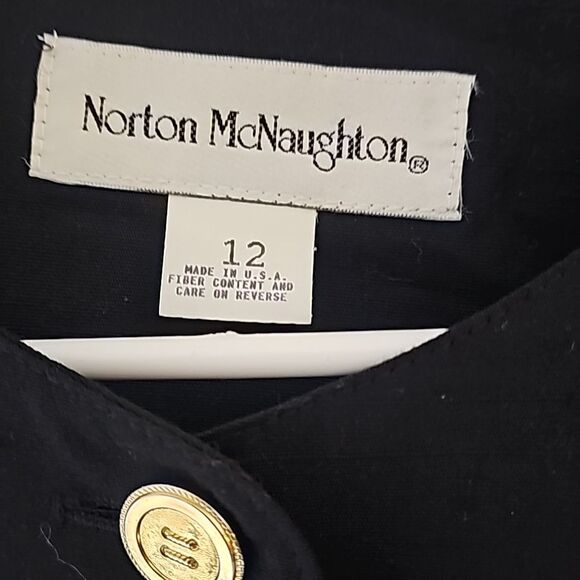 Norton McNaughton®
12
MADE IN U.S.A.
FIBER CONTENT AND
CARE ON REVERSE